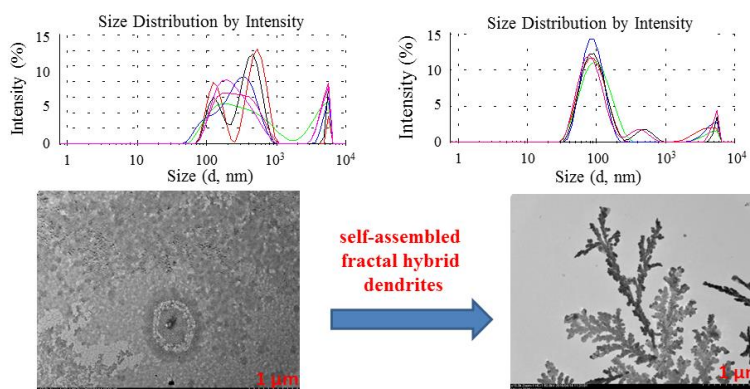 Size Distribution by Intensity
Intensity (%)
15
10
5
0
1
10
100
10³
10⁴
Size (d, nm)
Size Distribution by Intensity
Intensity (%)
15
10
5
0
1
10
100
10³
10⁴
Size (d, nm)
self-assembled
fractal hybrid
dendrites
1 µm
1 µm